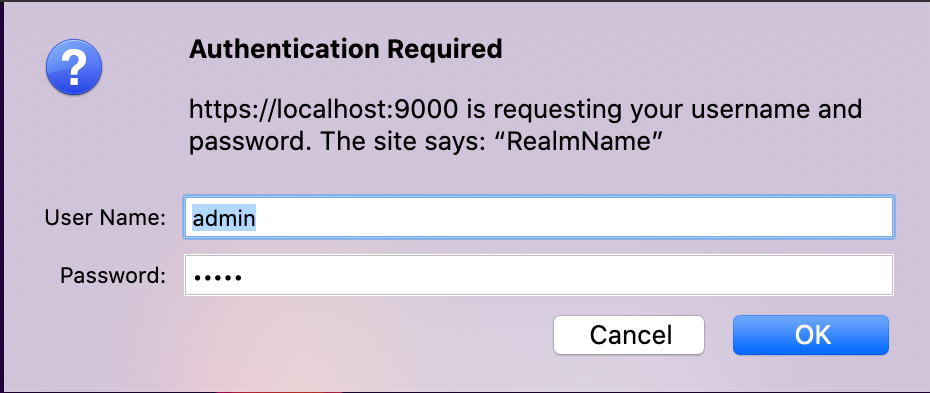 Authentication Required
https://localhost:9000 is requesting your username and
password. The site says: “RealmName”
User Name: admin
Password: •••••
Cancel OK